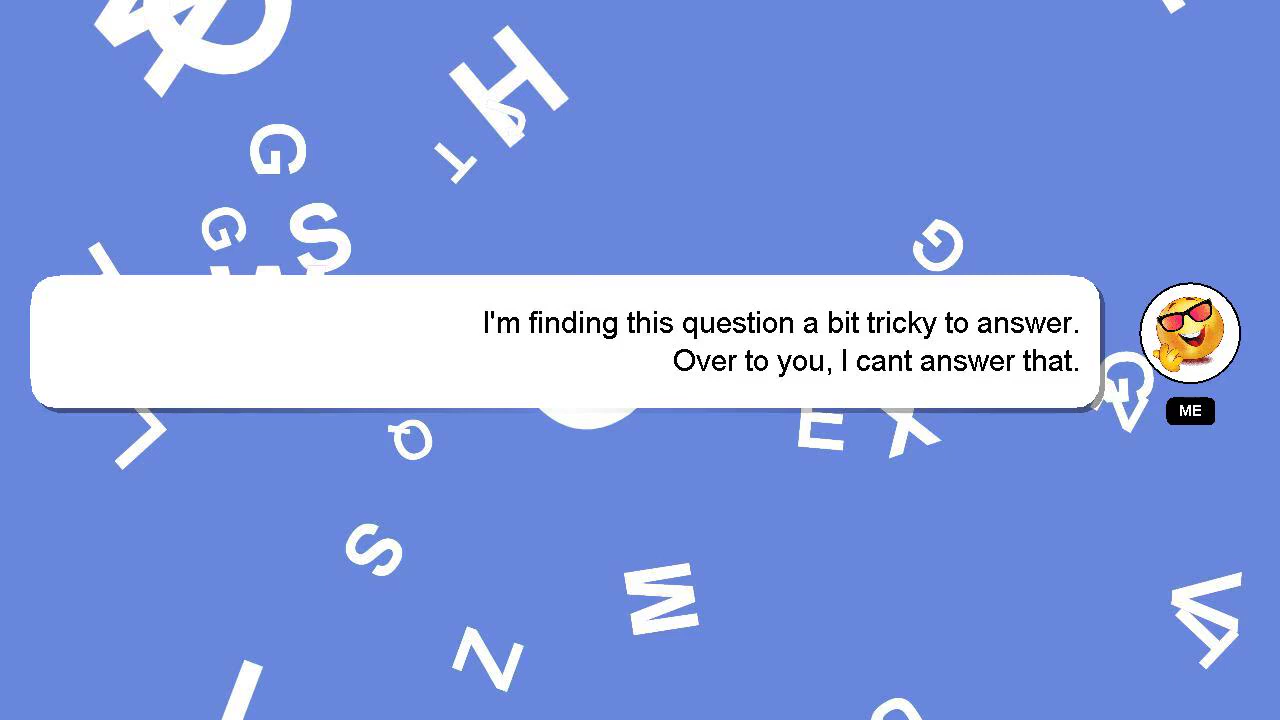 I'm finding this question a bit tricky to answer.
Over to you, I cant answer that.
ME